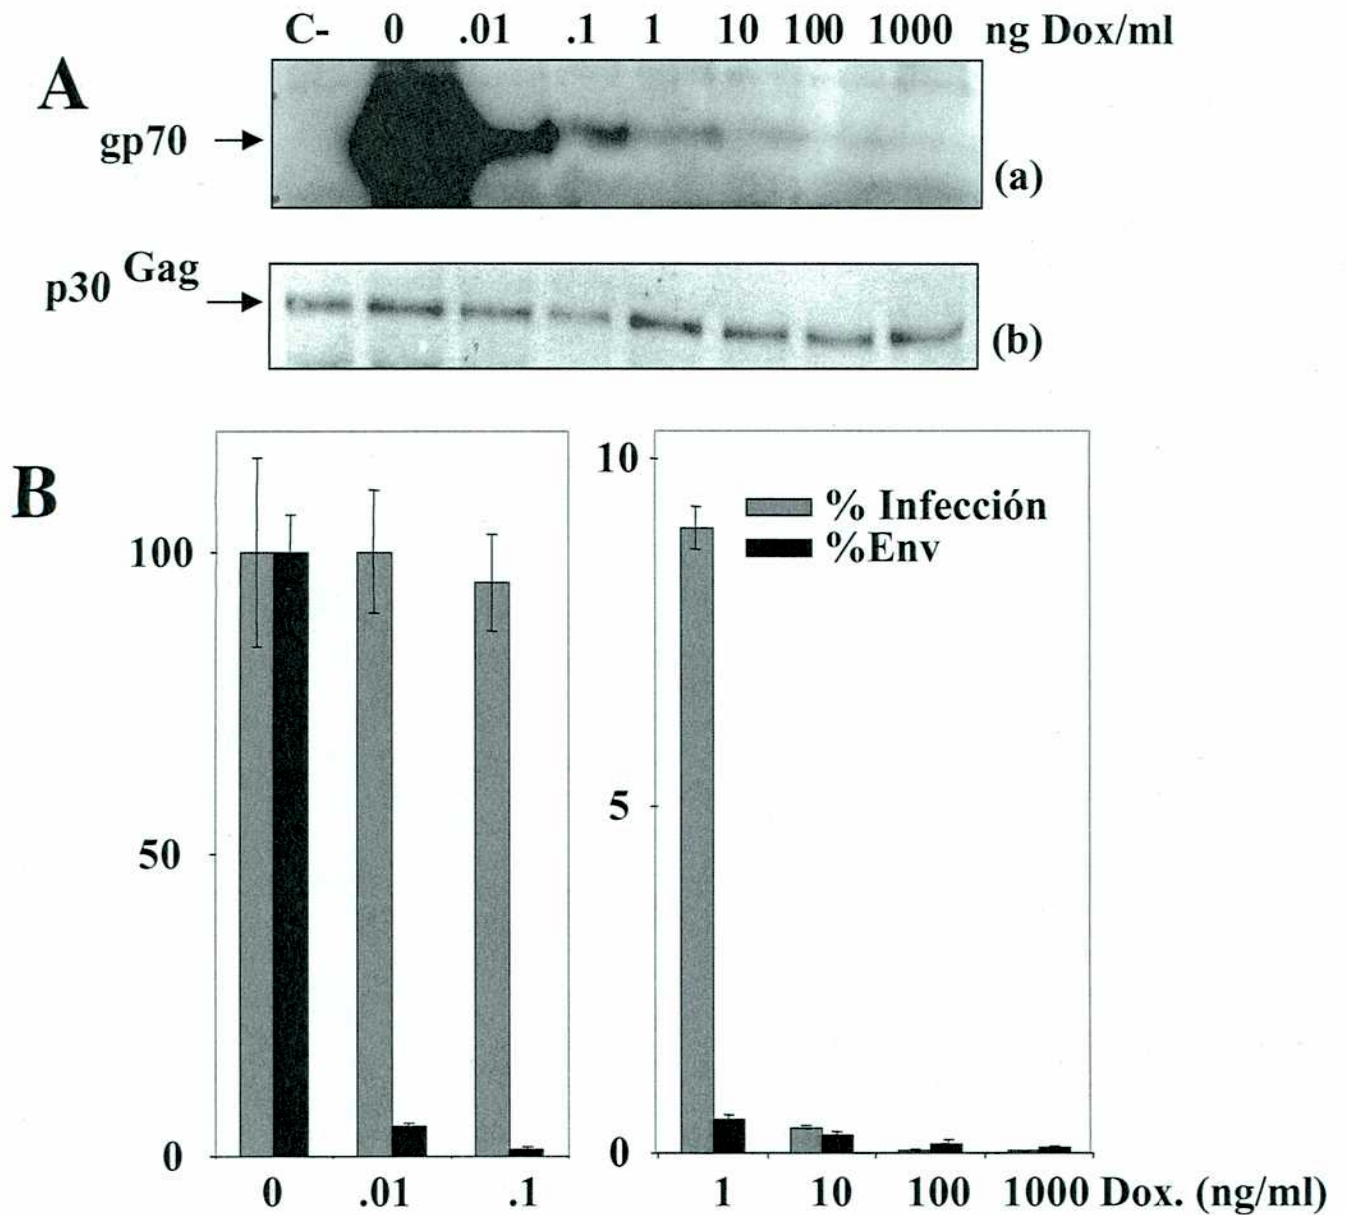 C- 0 .01 .1 1 10 100 1000 ng Dox/ml
A
gp70
(a)
p30 Gag
(b)
B
100
50
0
0 .01 .1
10
5
0
% Infección
%Env
1 10 100 1000 Dox. (ng/ml)